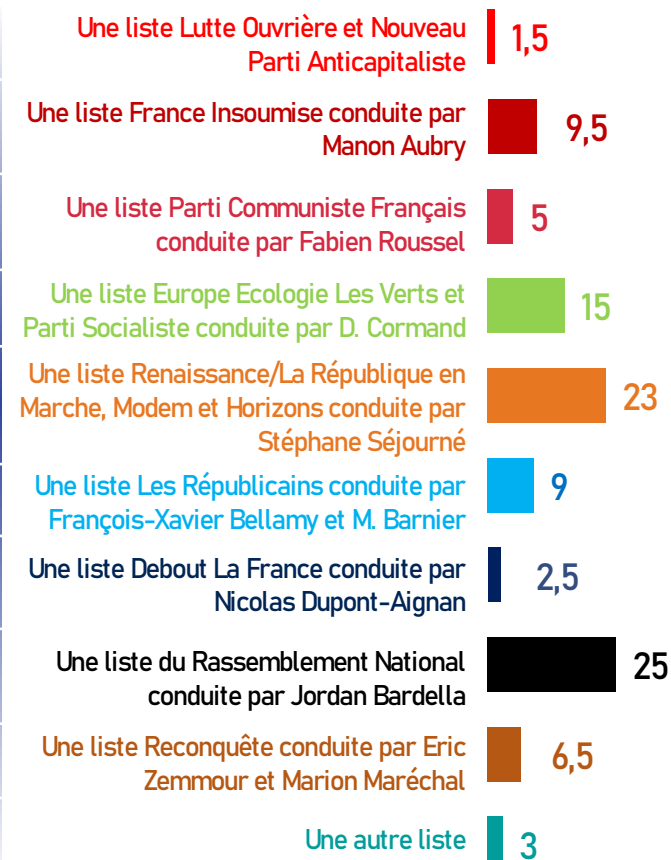 Une liste Lutte Ouvrière et Nouveau
Parti Anticapitaliste
1,5
Une liste France Insoumise conduite par
Manon Aubry
9,5
Une liste Parti Communiste Français
conduite par Fabien Roussel
5
Une liste Europe Ecologie Les Verts et
Parti Socialiste conduite par D. Cormand
15
Une liste Renaissance/La République en
Marche, Modem et Horizons conduite par
Stéphane Séjourné
23
Une liste Les Républicains conduite par
François-Xavier Bellamy et M. Barnier
9
Une liste Debout La France conduite par
Nicolas Dupont-Aignan
2,5
Une liste du Rassemblement National
conduite par Jordan Bardella
25
Une liste Reconquête conduite par Eric
Zemmour et Marion Maréchal
6,5
Une autre liste
3